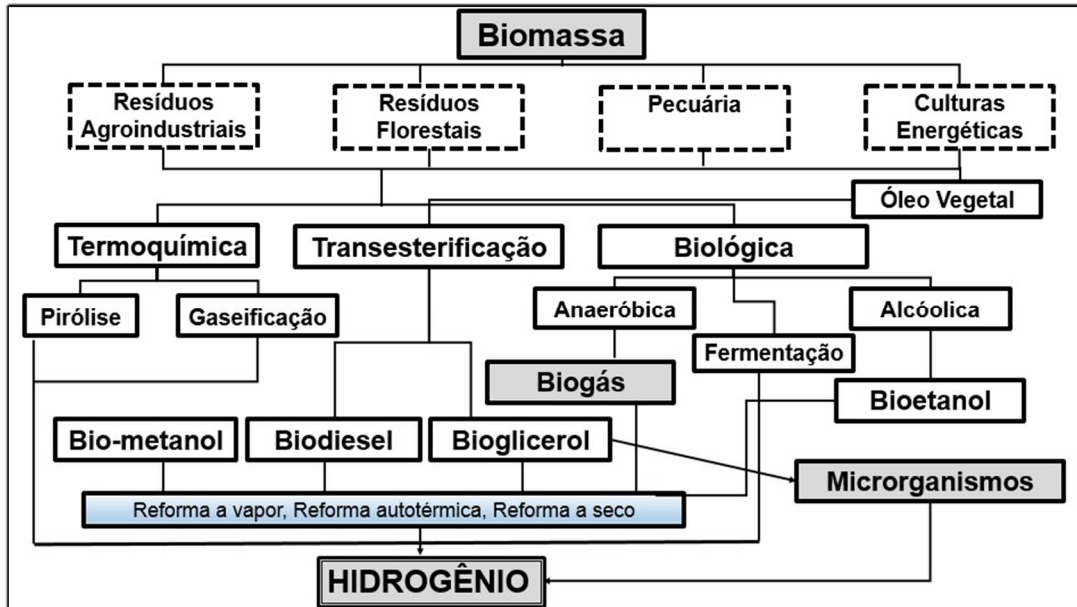 Biomassa
Resíduos
Agroindustriais
Resíduos
Florestais
Pecuária
Culturas
Energéticas
Óleo Vegetal
Termoquímica
Transesterificação
Biológica
Pirólise
Gaseificação
Anaeróbica
Alcóolica
Fermentação
Biogás
Bioetanol
Bio-metanol
Biodiesel
Bioglicerol
Microrganismos
Reforma a vapor, Reforma autotérmica, Reforma a seco
HIDROGÊNIO